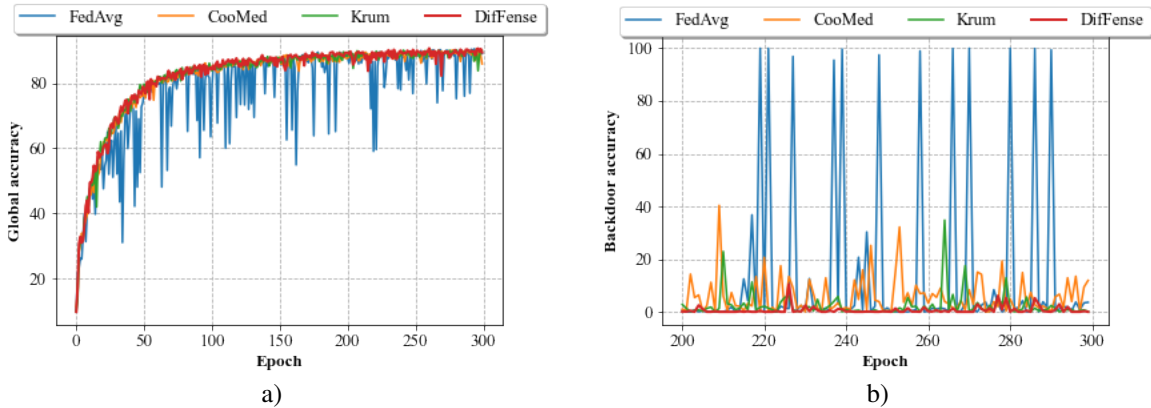 FedAvg CooMed Krum DifFense
Global accuracy
80
60
40
20
0 50 100 150 200 250 300
Epoch
a)
FedAvg CooMed Krum DifFense
Backdoor accuracy
100
80
60
40
20
0
200 220 240 260 280 300
Epoch
b)